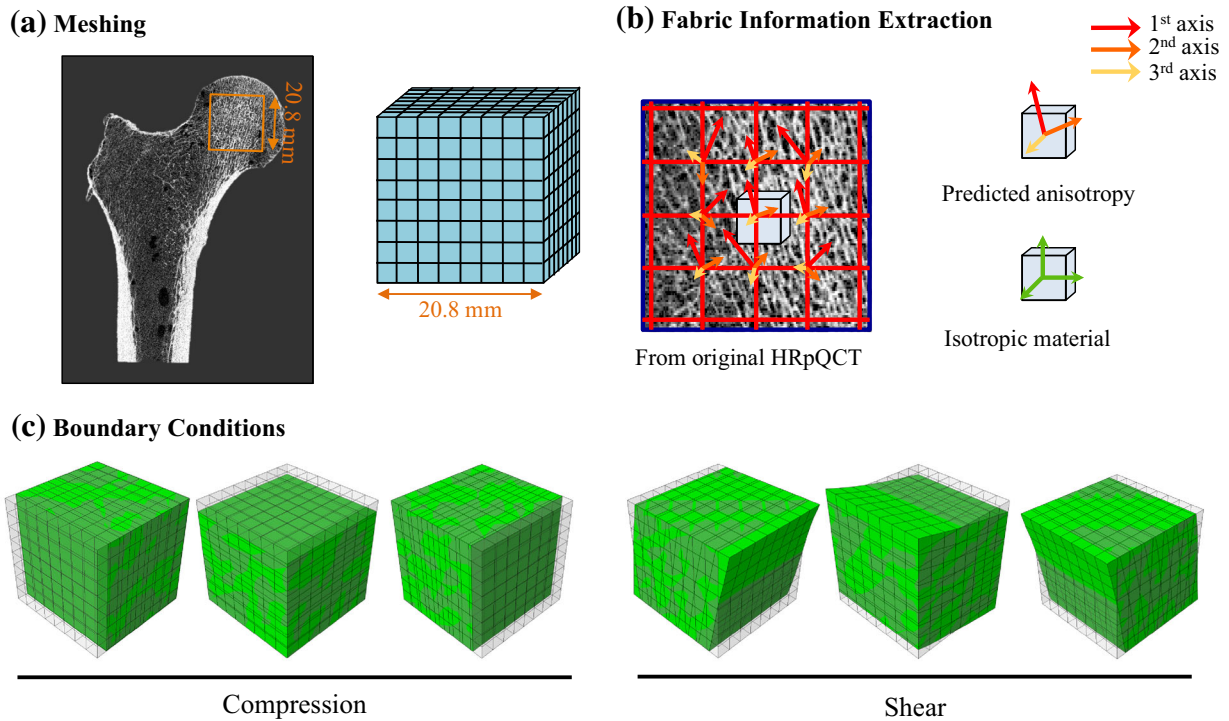 (a) Meshing
20.8 mm
20.8 mm
(b) Fabric Information Extraction
1st axis
2nd axis
3rd axis
From original HRpQCT
Predicted anisotropy
Isotropic material
(c) Boundary Conditions
Compression
Shear